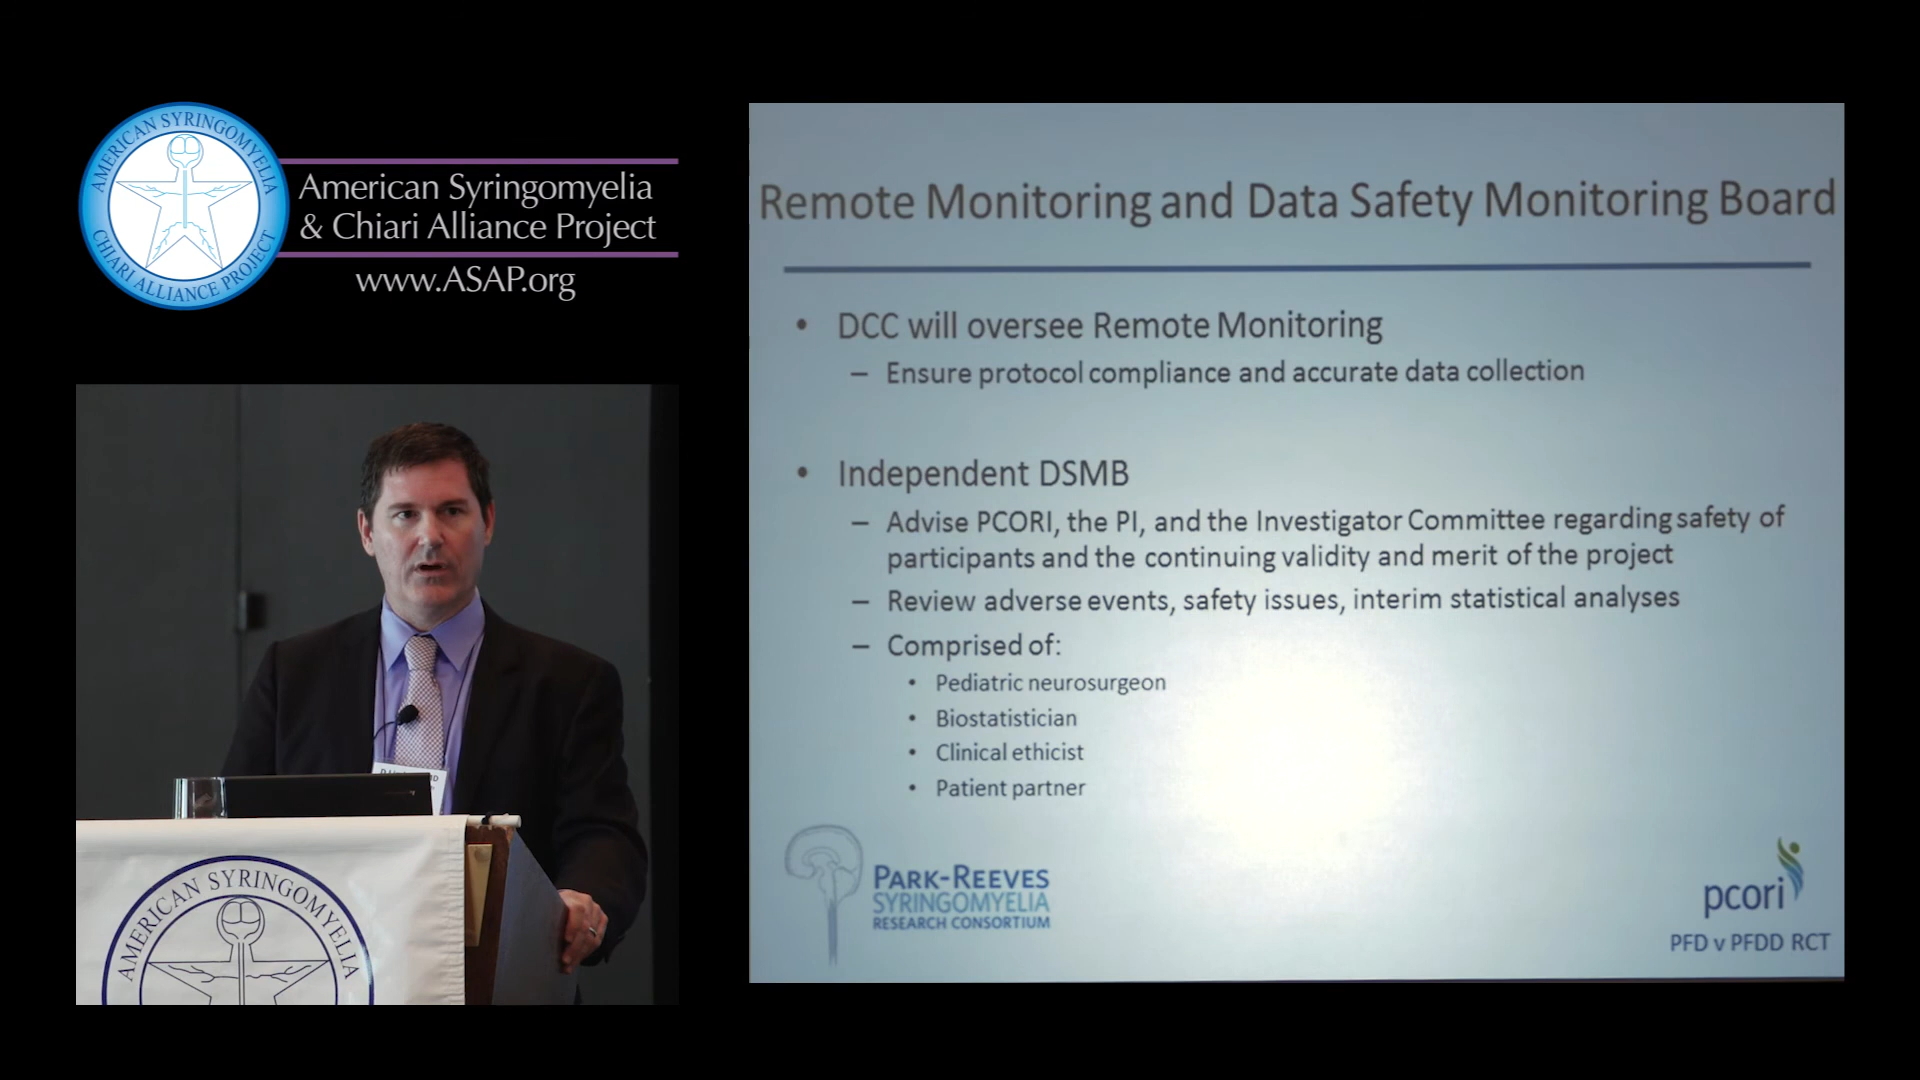 AMERICAN SYRINGOMYELIA
CHIARI ALLIANCE PROJECT
American Syringomyelia
& Chiari Alliance Project
www.ASAP.org
AMERICAN SYRINGOMYELIA
Remote Monitoring and Data Safety Monitoring Board
• DCC will oversee Remote Monitoring
– Ensure protocol compliance and accurate data collection
• Independent DSMB
– Advise PCORI, the PI, and the Investigator Committee regarding safety of
participants and the continuing validity and merit of the project
– Review adverse events, safety issues, interim statistical analyses
– Comprised of:
• Pediatric neurosurgeon
• Biostatistician
• Clinical ethicist
• Patient partner
PARK-REEVES
SYRINGOMYELIA
RESEARCH CONSORTIUM
pcori
PFD v PFDD RCT